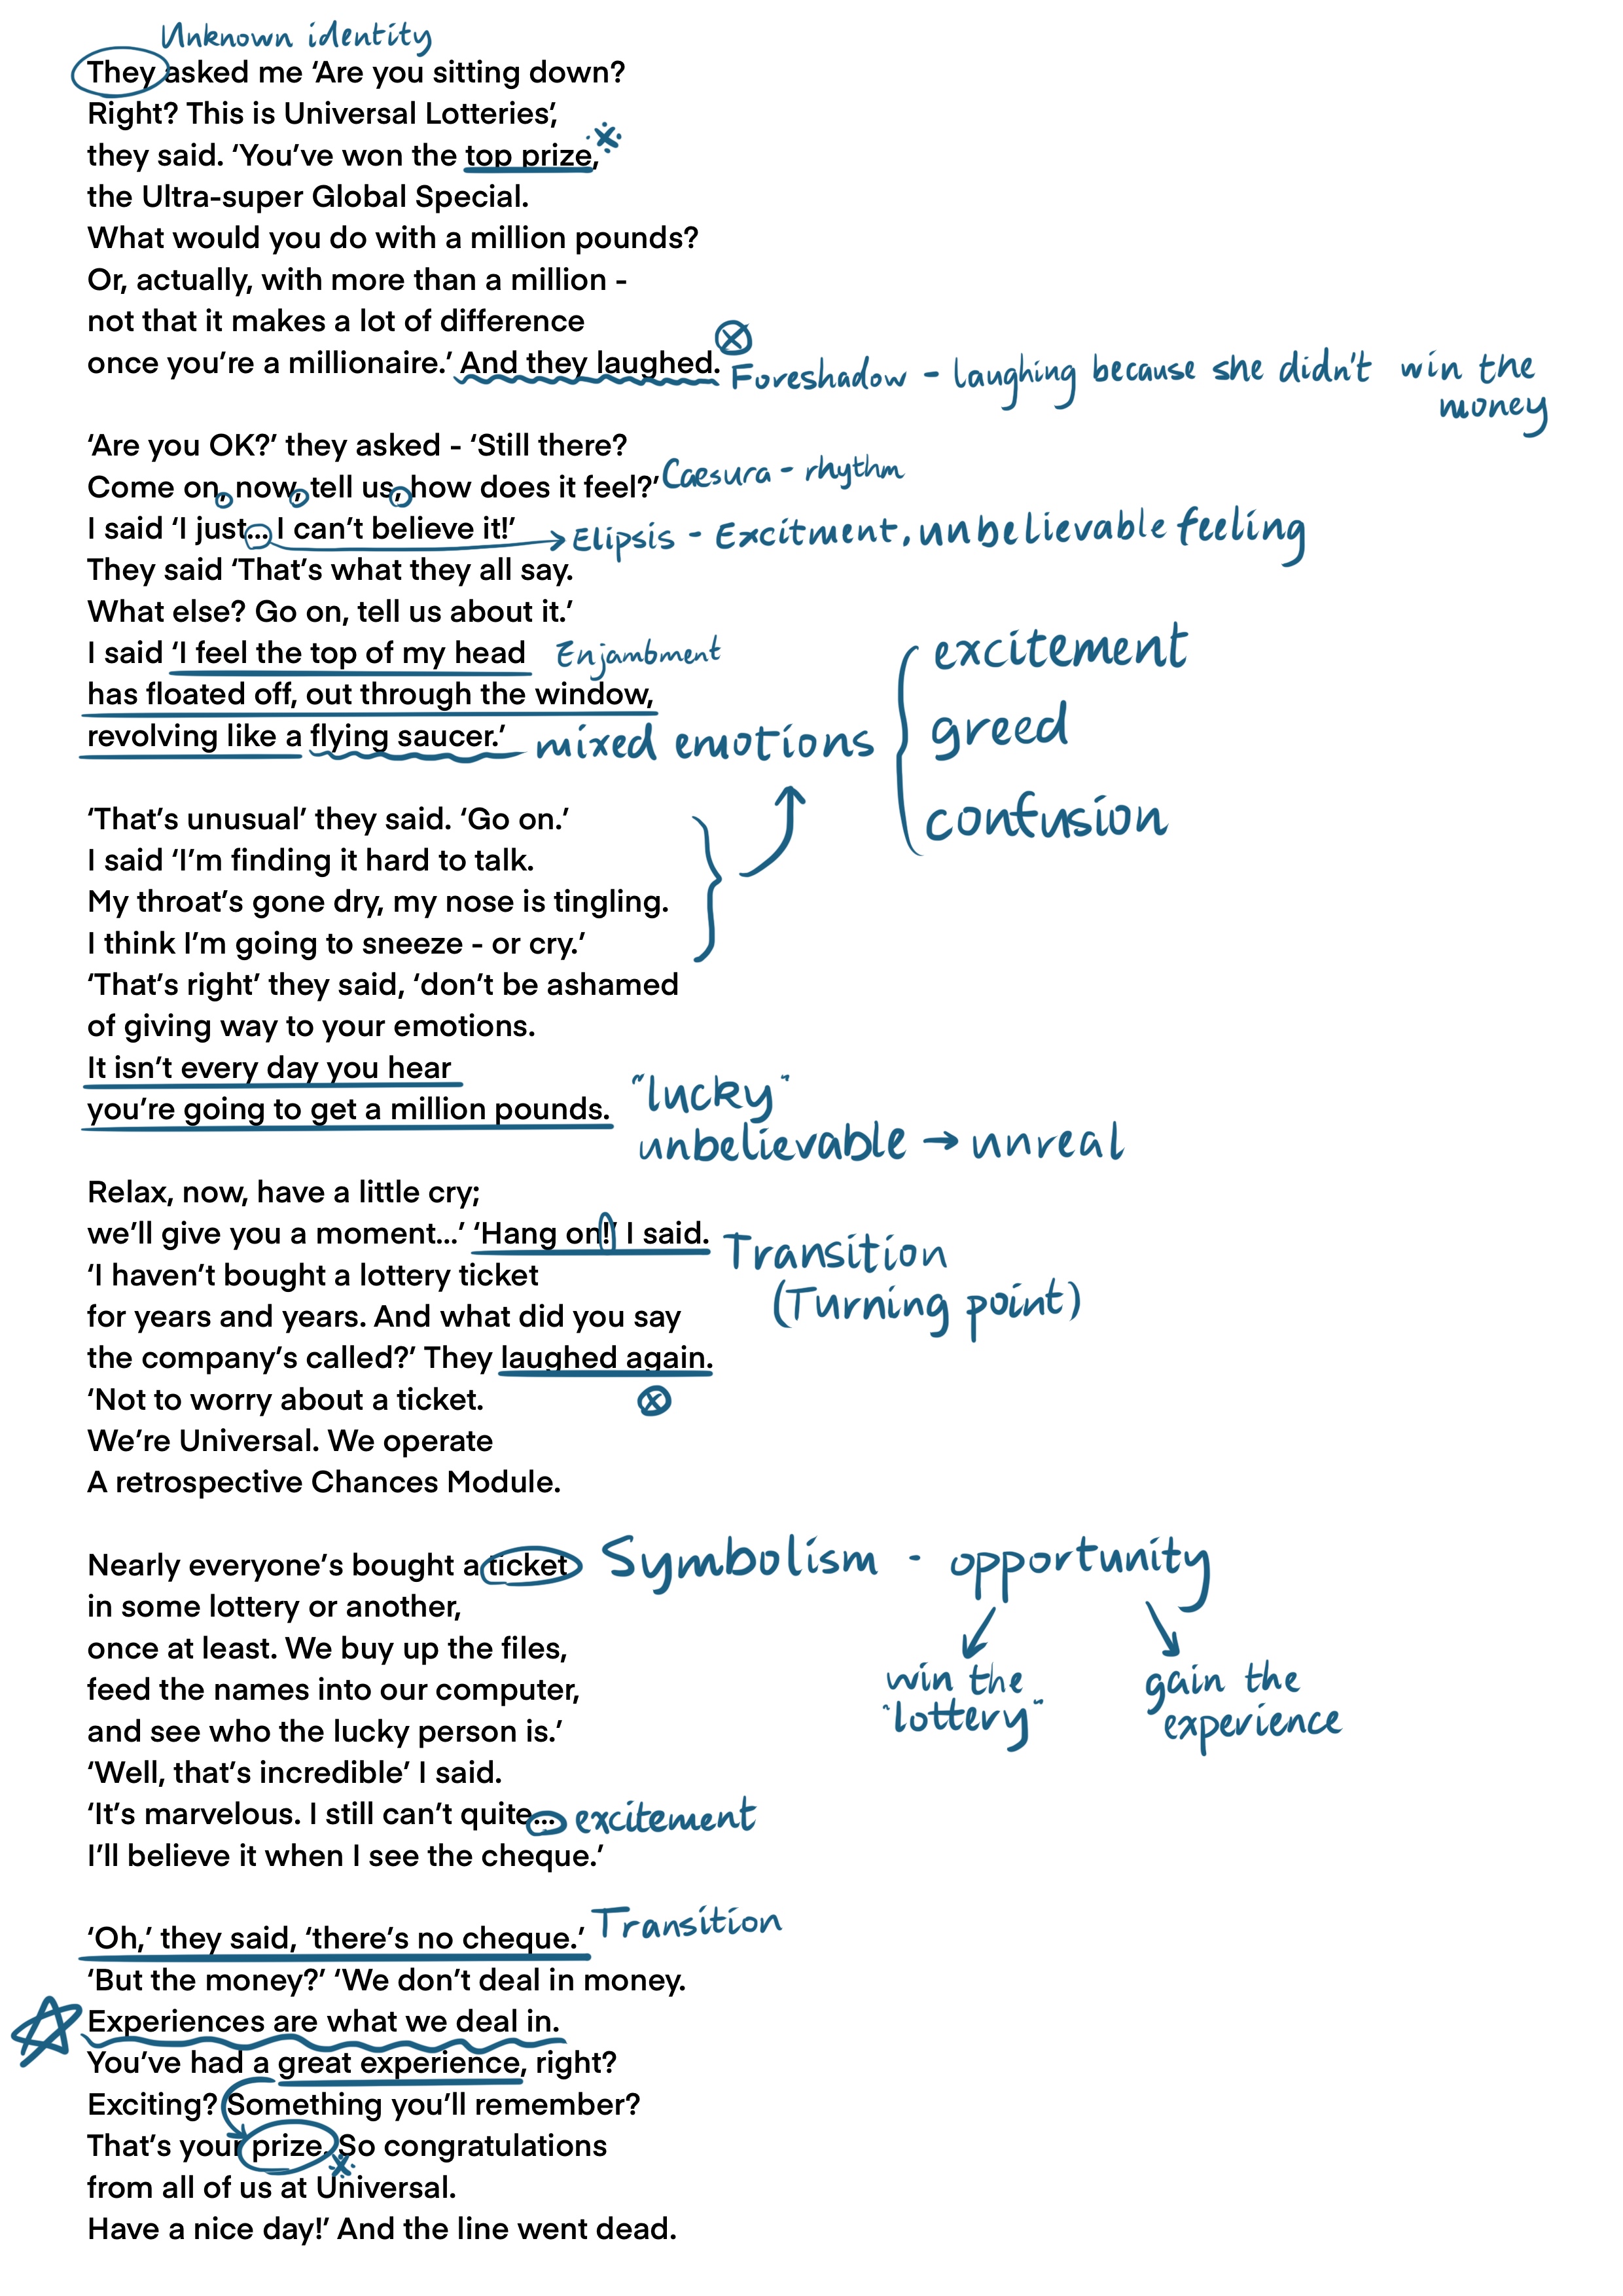 Unknown identity
They asked me ‘Are you sitting down?
Right? This is Universal Lotteries’,
they said. ‘You’ve won the top prize,
the Ultra-super Global Special.
What would you do with a million pounds?
Or, actually, with more than a million -
not that it makes a lot of difference
once you’re a millionaire.’ And they laughed.
Foreshadow - laughing because she didn't win the
money
‘Are you OK?’ they asked - ‘Still there?
Come on, now, tell us, how does it feel?’ Caesura - rhythm
I said ‘I just... I can’t believe it!’ Elipsis - Excitment, unbelievable feeling
They said ‘That’s what they all say.
What else? Go on, tell us about it.’
I said ‘I feel the top of my head Enjambment
has floated off, out through the window,
revolving like a flying saucer.’ mixed emotions
excitement
greed
confusion
‘That’s unusual’ they said. ‘Go on.’
I said ‘I’m finding it hard to talk.
My throat’s gone dry, my nose is tingling.
I think I’m going to sneeze - or cry.’
‘That’s right’ they said, ‘don’t be ashamed
of giving way to your emotions.
It isn’t every day you hear
you’re going to get a million pounds.
"lucky"
unbelievable → unreal
Relax, now, have a little cry;
we’ll give you a moment...’ ‘Hang on!’ I said.
Transition
(Turning point)
‘I haven’t bought a lottery ticket
for years and years. And what did you say
the company’s called?’ They laughed again.
‘Not to worry about a ticket.
We’re Universal. We operate
A retrospective Chances Module.
Nearly everyone’s bought a ticket Symbolism - opportunity
win the
"lottery"
gain the
experience
in some lottery or another,
once at least. We buy up the files,
feed the names into our computer,
and see who the lucky person is.’
‘Well, that’s incredible’ I said.
‘It’s marvelous. I still can’t quite... excitement
I’ll believe it when I see the cheque.’
‘Oh,’ they said, ‘there’s no cheque.’ Transition
‘But the money?’ ‘We don’t deal in money.
Experiences are what we deal in.
You’ve had a great experience, right?
Exciting? Something you’ll remember?
That’s your prize. So congratulations
from all of us at Universal.
Have a nice day!’ And the line went dead.